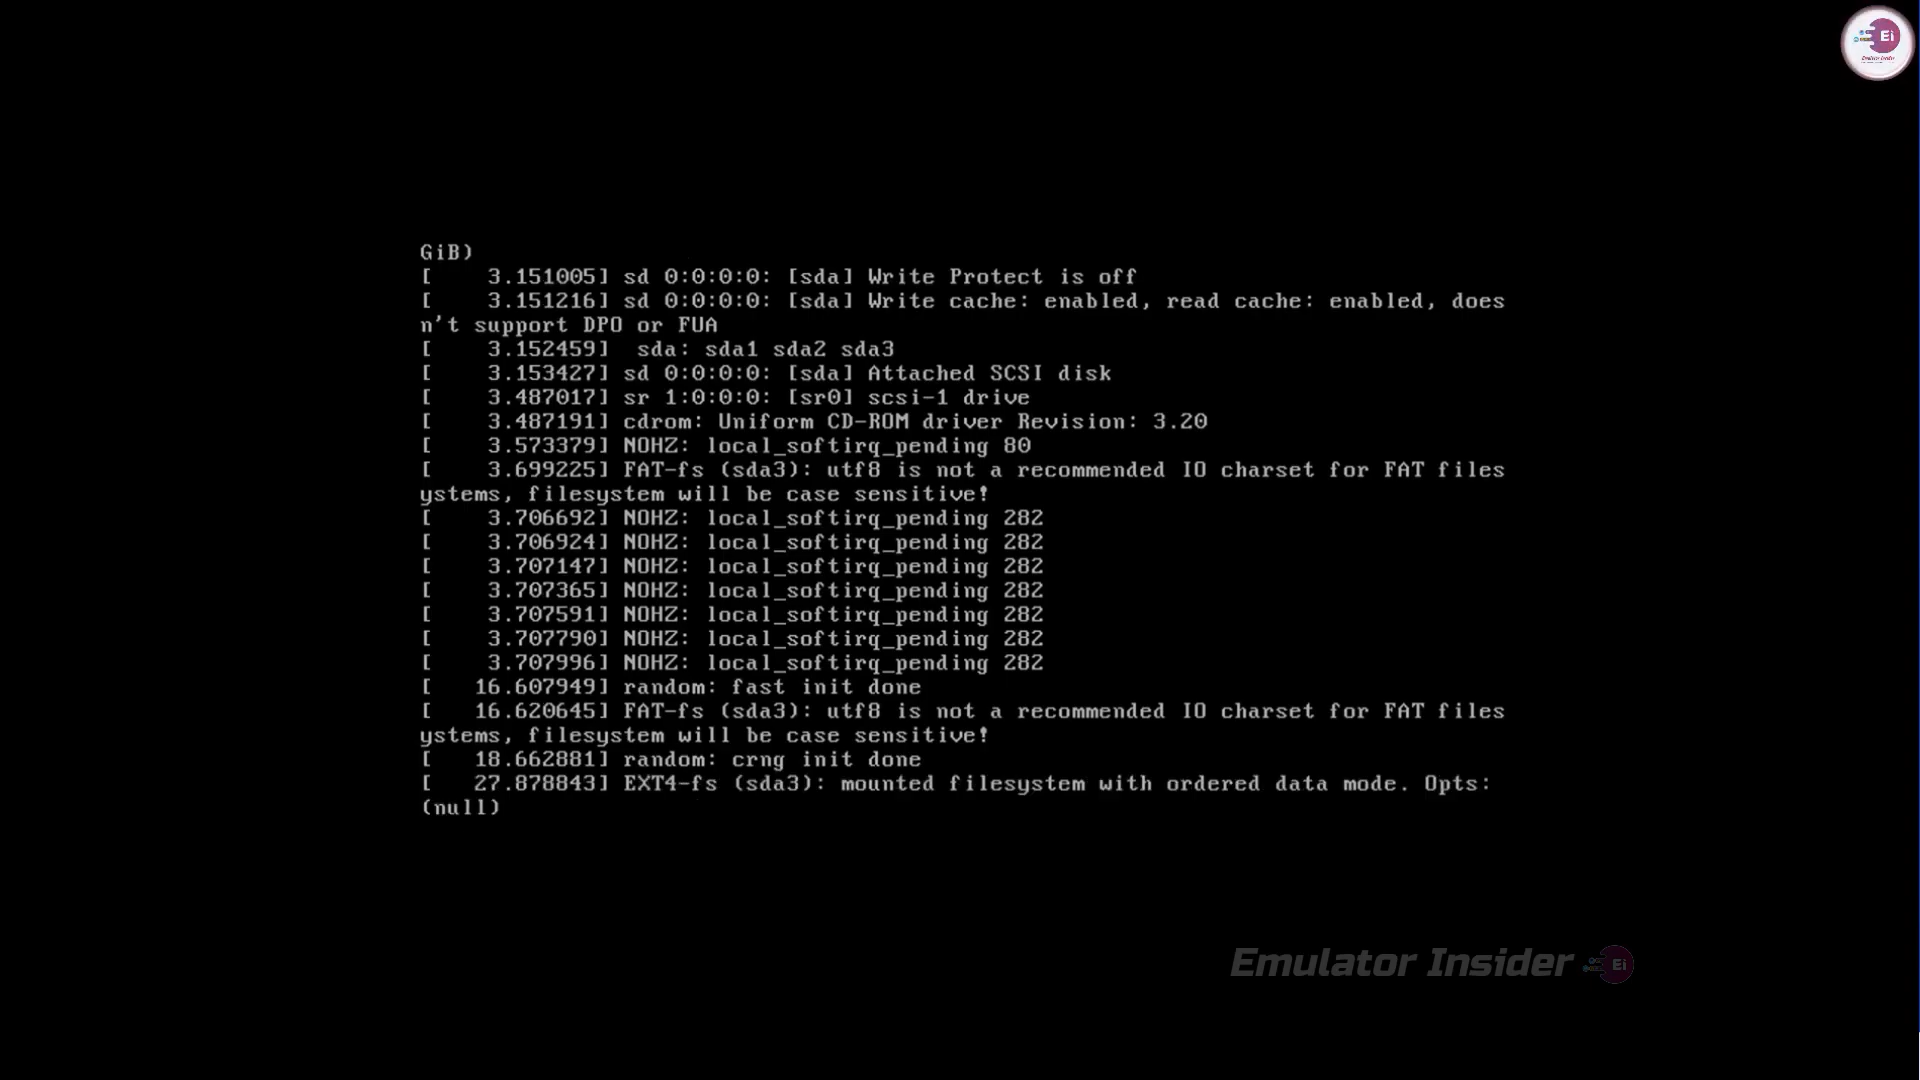 Ei
Emulator Insider
GiB)
[    3.151005] sd 0:0:0:0: [sda] Write Protect is off
[    3.151216] sd 0:0:0:0: [sda] Write cache: enabled, read cache: enabled, does
n't support DPO or FUA
[    3.152459]  sda: sda1 sda2 sda3
[    3.153427] sd 0:0:0:0: [sda] Attached SCSI disk
[    3.487017] sr 1:0:0:0: [sr0] scsi-1 drive
[    3.487191] cdrom: Uniform CD-ROM driver Revision: 3.20
[    3.573379] NOHZ: local_softirq_pending 80
[    3.699225] FAT-fs (sda3): utf8 is not a recommended IO charset for FAT files
ystems, filesystem will be case sensitive!
[    3.706692] NOHZ: local_softirq_pending 282
[    3.706924] NOHZ: local_softirq_pending 282
[    3.707147] NOHZ: local_softirq_pending 282
[    3.707365] NOHZ: local_softirq_pending 282
[    3.707591] NOHZ: local_softirq_pending 282
[    3.707790] NOHZ: local_softirq_pending 282
[    3.707996] NOHZ: local_softirq_pending 282
[   16.607949] random: fast init done
[   16.620645] FAT-fs (sda3): utf8 is not a recommended IO charset for FAT files
ystems, filesystem will be case sensitive!
[   18.662881] random: crng init done
[   27.878843] EXT4-fs (sda3): mounted filesystem with ordered data mode. Opts:
(null)
Emulator Insider Ei